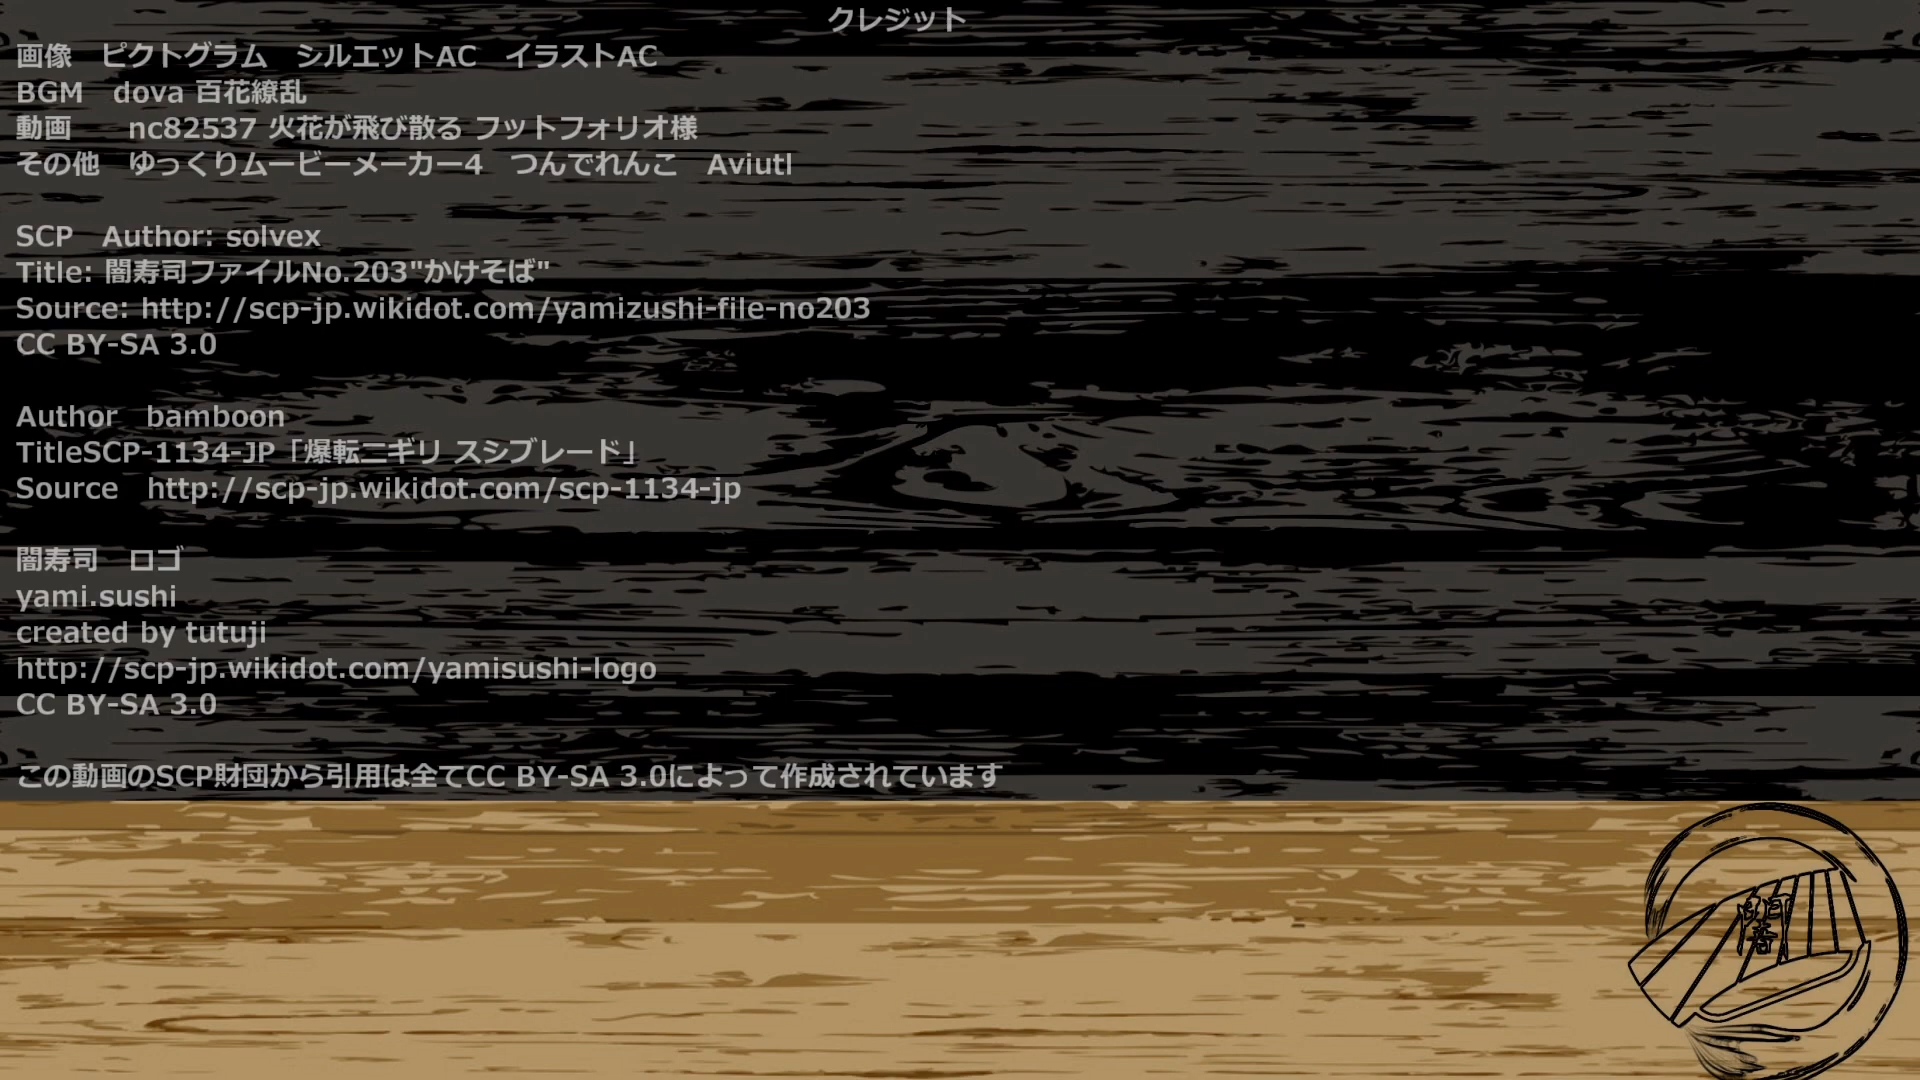 クレジット
画像　ピクトグラム　シルエットAC　イラストAC
BGM　dova 百花繚乱
動画　　nc82537 火花が飛び散る フットフォリオ様
その他　ゆっくりムービーメーカー4　つんでれんこ　Aviutl
SCP　Author: solvex
Title: 闇寿司ファイルNo.203"かけそば"
Source: http://scp-jp.wikidot.com/yamizushi-file-no203
CC BY-SA 3.0
Author　bamboon
TitleSCP-1134-JP「爆転ニギリ スシブレード」
Source　http://scp-jp.wikidot.com/scp-1134-jp
闇寿司　ロゴ
yami.sushi
created by tutuji
http://scp-jp.wikidot.com/yamisushi-logo
CC BY-SA 3.0
この動画のSCP財団から引用は全てCC BY-SA 3.0によって作成されています
闇